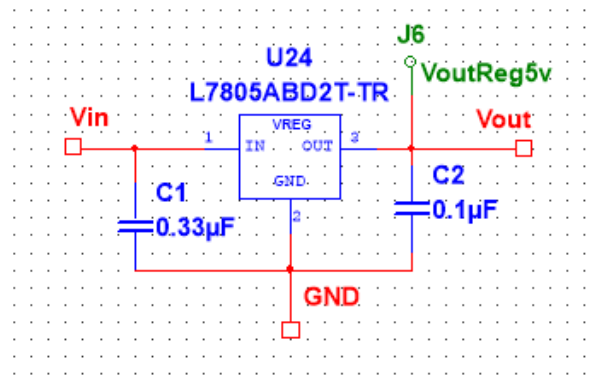 J6
U24
VoutReg5v
L7805ABD2T-TR
Vin
VREG
Vout
1
IN
OUT
3
GND
C1
C2
0.33µF
0.1µF
2
GND